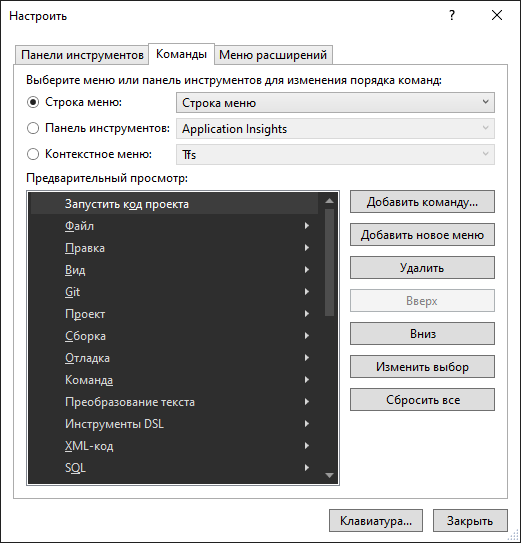 Настроить
?
Панели инструментов Команды Меню расширений
Выберите меню или панель инструментов для изменения порядка команд:
Строка меню: Строка меню
Панель инструментов: Application Insights
Контекстное меню: Tfs
Предварительный просмотр:
Запустить код проекта
Файл
Правка
Вид
Git
Проект
Сборка
Отладка
Команда
Преобразование текста
Инструменты DSL
XML-код
SQL
Добавить команду...
Добавить новое меню
Удалить
Вверх
Вниз
Изменить выбор
Сбросить все
Клавиатура... Закрыть